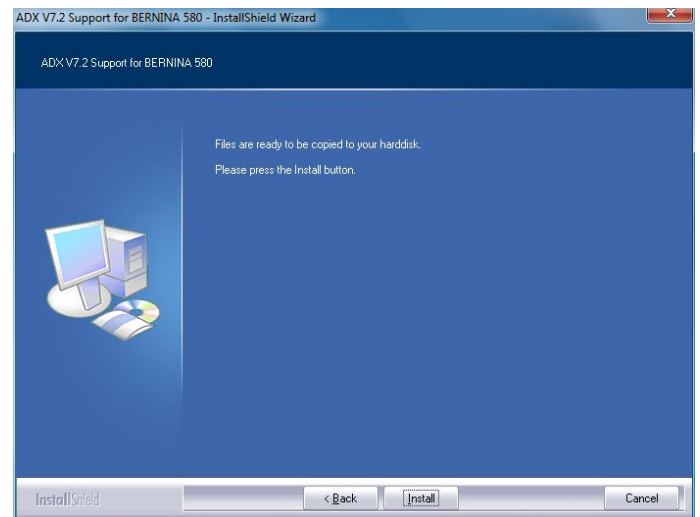 ADX V7.2 Support for BERNINA 580 - InstallShield Wizard
ADX V7.2 Support for BERNINA 580
Files are ready to be copied to your harddisk.
Please press the Install button.
InstallShield
< Back
Install
Cancel